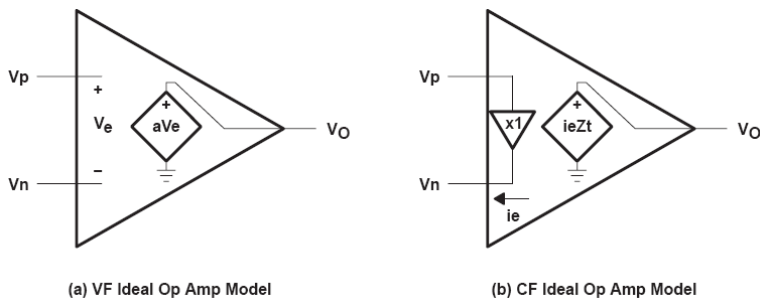 Vp
+
Ve
–
Vn
+
aVe
VO
(a) VF Ideal Op Amp Model
Vp
x1
Vn
ie
+
ieZt
VO
(b) CF Ideal Op Amp Model